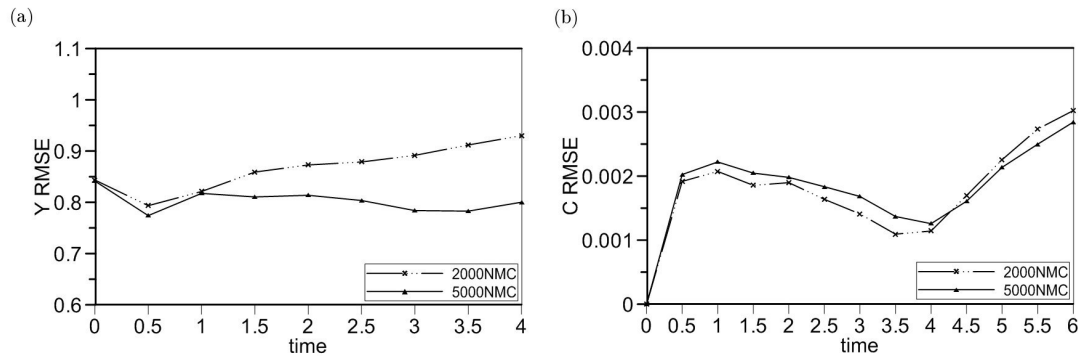 (a)
1.1
1
0.9
0.8
0.7
0.6
Y RMSE
2000NMC
5000NMC
0 0.5 1 1.5 2 2.5 3 3.5 4
time
(b)
0.004
0.003
0.002
0.001
0
C RMSE
2000NMC
5000NMC
0 0.5 1 1.5 2 2.5 3 3.5 4 4.5 5 5.5 6
time